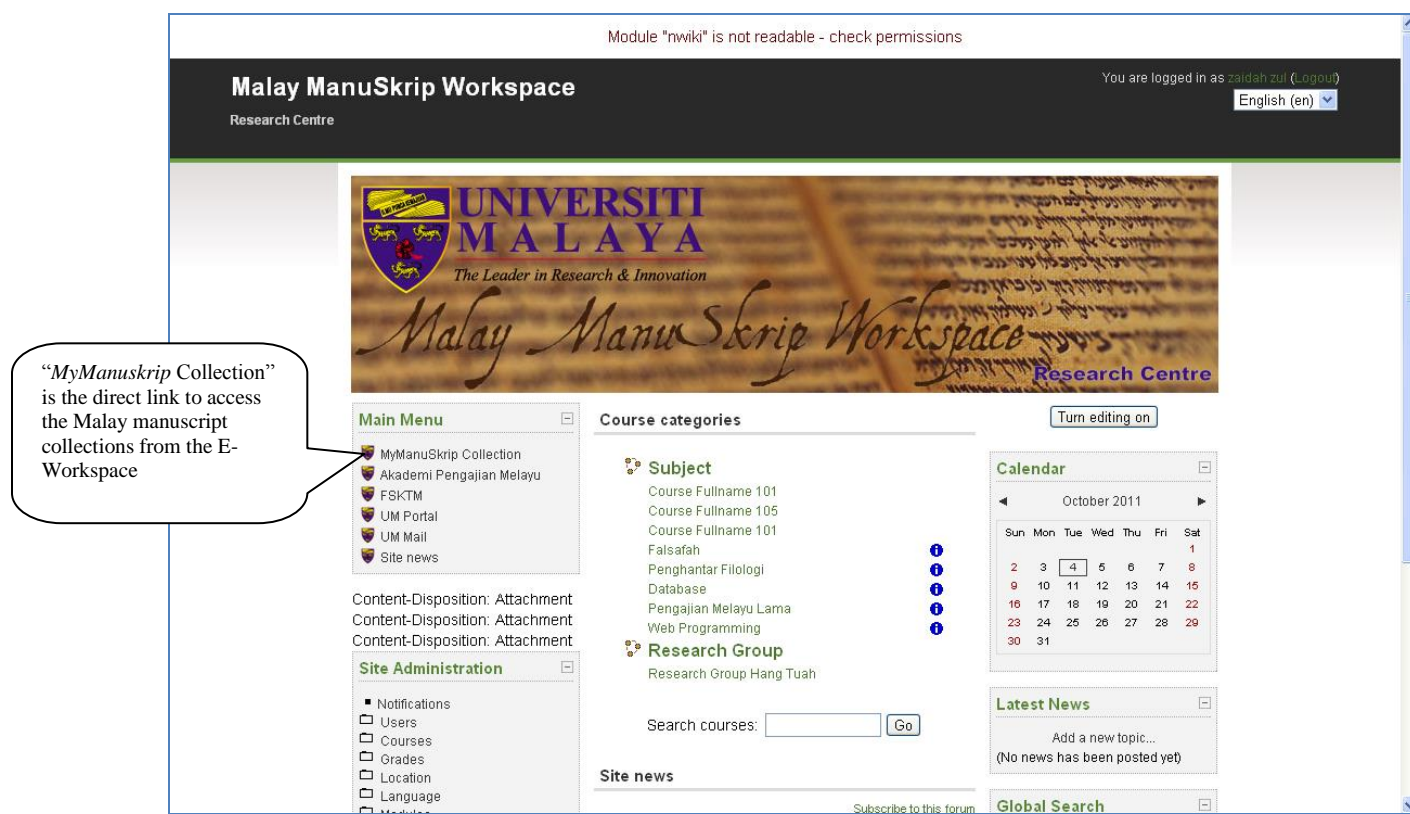 Module "nwiki" is not readable - check permissions
Malay ManuSkrip Workspace
Research Centre
You are logged in as zaidah zul (Logout)
English (en)
ILMU PUNCA KEMAJUAN
UNIVERSITI
MALAYA
The Leader in Research & Innovation
Malay ManuSkrip Workspace
Research Centre
“MyManuskrip Collection”
is the direct link to access
the Malay manuscript
collections from the E-
Workspace
Main Menu
MyManuSkrip Collection
Akademi Pengajian Melayu
FSKTM
UM Portal
UM Mail
Site news
Content-Disposition: Attachment
Content-Disposition: Attachment
Content-Disposition: Attachment
Site Administration
Notifications
Users
Courses
Grades
Location
Language
Modules
Course categories
Subject
Course Fullname 101
Course Fullname 105
Course Fullname 101
Falsafah
Penghantar Filologi
Database
Pengajian Melayu Lama
Web Programming
Research Group
Research Group Hang Tuah
Search courses:
Go
Site news
Subscribe to this forum
Turn editing on
Calendar
◄ October 2011 ►
Sun Mon Tue Wed Thu Fri Sat
1
2 3 4 5 6 7 8
9 10 11 12 13 14 15
16 17 18 19 20 21 22
23 24 25 26 27 28 29
30 31
Latest News
Add a new topic...
(No news has been posted yet)
Global Search